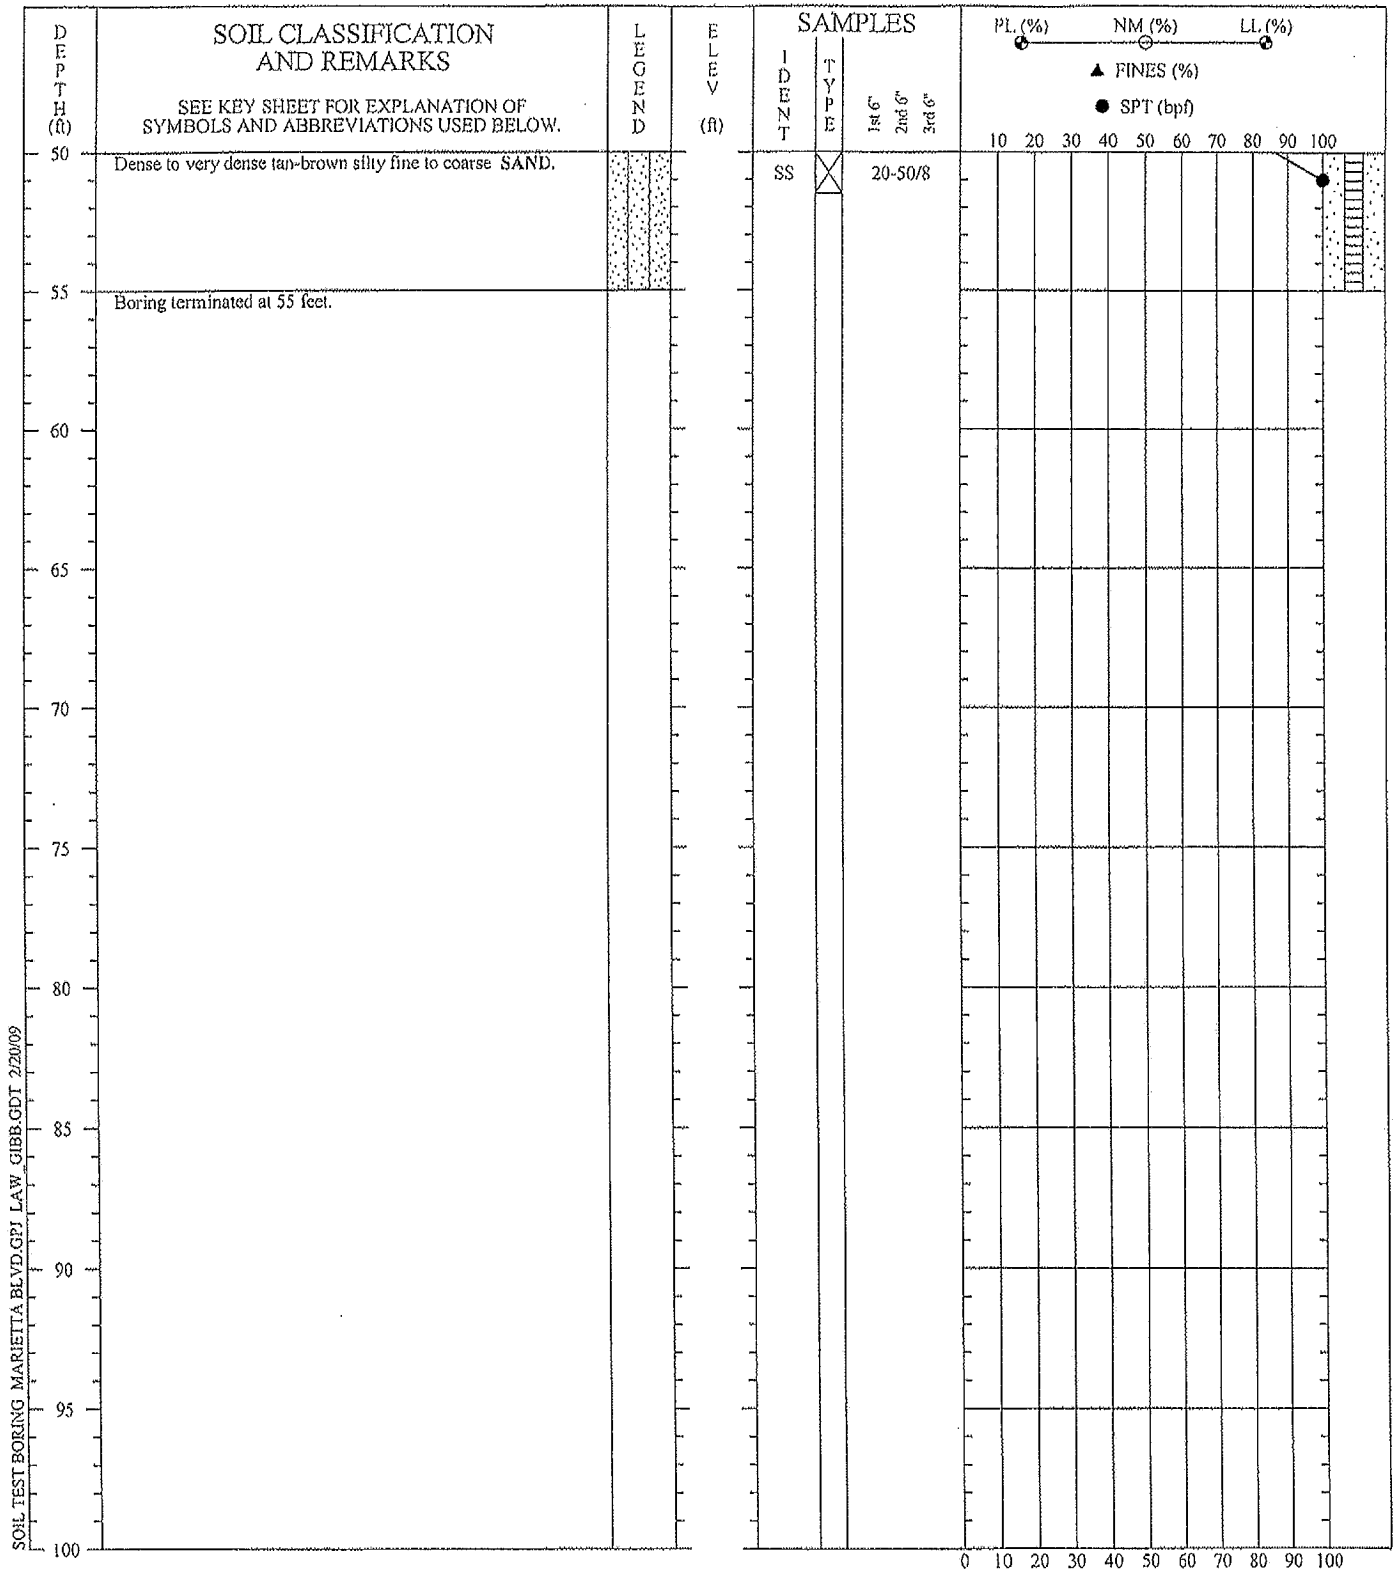 DEPTH (ft)
SOIL CLASSIFICATION
AND REMARKS
SEE KEY SHEET FOR EXPLANATION OF
SYMBOLS AND ABBREVIATIONS USED BELOW.
LEGEND
ELEV (ft)
SAMPLES
IDENT
TYPE
1st 6"
2nd 6"
3rd 6"
PL (%) NM (%) LL (%)
▲ FINES (%)
● SPT (bpf)
10 20 30 40 50 60 70 80 90 100
50
Dense to very dense tan-brown silty fine to coarse SAND.
SS
20-50/8
55
Boring terminated at 55 feet.
60
65
70
75
80
85
90
95
100
0 10 20 30 40 50 60 70 80 90 100
SOIL TEST BORING MARIETTA BLVD.GPJ LAW_GIBB.GDT 2/20/09